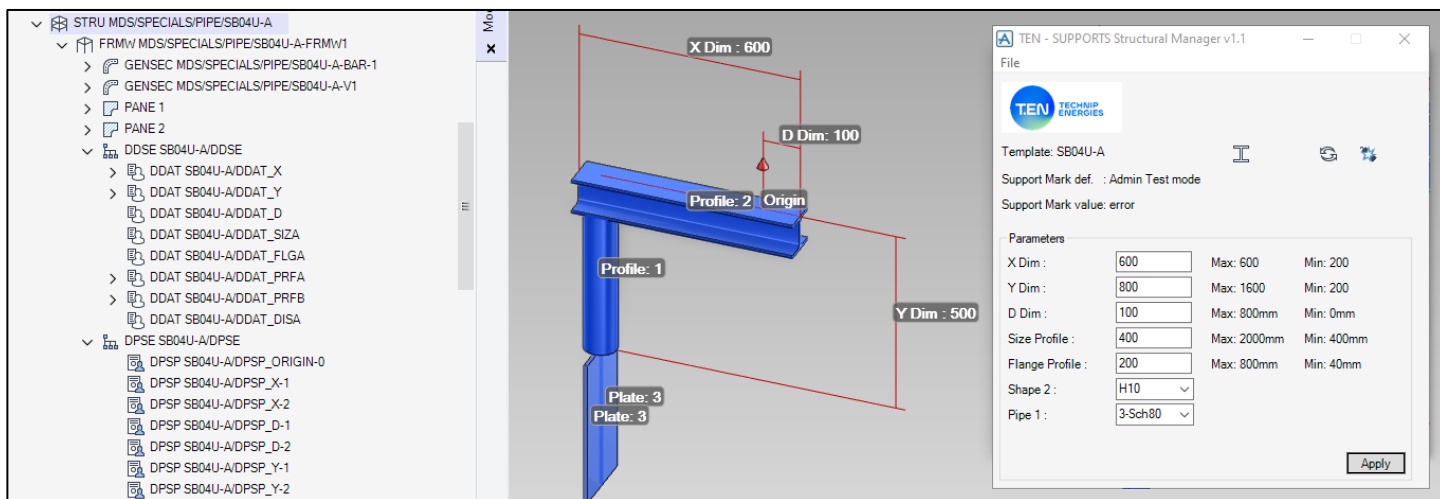 STRU MDS/SPECIALS/PIPE/SB04U-A
FRMW MDS/SPECIALS/PIPE/SB04U-A-FRMW1
GENSEC MDS/SPECIALS/PIPE/SB04U-A-BAR-1
GENSEC MDS/SPECIALS/PIPE/SB04U-A-V1
PANE 1
PANE 2
DDSE SB04U-A/DDSE
DDAT SB04U-A/DDAT_X
DDAT SB04U-A/DDAT_Y
DDAT SB04U-A/DDAT_D
DDAT SB04U-A/DDAT_SIZA
DDAT SB04U-A/DDAT_FLGA
DDAT SB04U-A/DDAT_PRFA
DDAT SB04U-A/DDAT_PRFB
DDAT SB04U-A/DDAT_DISA
DPSE SB04U-A/DPSE
DPSP SB04U-A/DPSP_ORIGIN-0
DPSP SB04U-A/DPSP_X-1
DPSP SB04U-A/DPSP_X-2
DPSP SB04U-A/DPSP_D-1
DPSP SB04U-A/DPSP_D-2
DPSP SB04U-A/DPSP_Y-1
DPSP SB04U-A/DPSP_Y-2
Mo
X Dim : 600
D Dim: 100
Profile: 2
Origin
Profile: 1
Y Dim : 500
Plate: 3
Plate: 3
TEN - SUPPORTS Structural Manager v1.1
File
T.EN TECHNIP
ENERGIES
Template: SB04U-A
Support Mark def. : Admin Test mode
Support Mark value: error
Parameters
X Dim : 600 Max: 600 Min: 200
Y Dim : 800 Max: 1600 Min: 200
D Dim : 100 Max: 800mm Min: 0mm
Size Profile : 400 Max: 2000mm Min: 400mm
Flange Profile : 200 Max: 800mm Min: 40mm
Shape 2 : H10
Pipe 1 : 3-Sch80
Apply